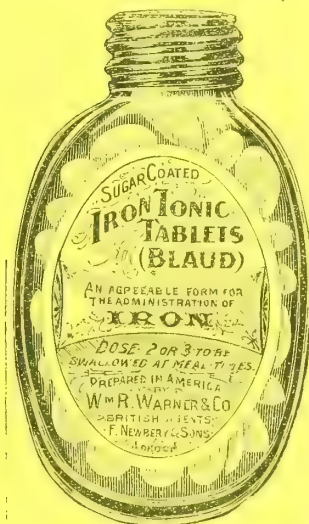 SUGAR COATED
IRON TONIC
TABLETS
(BLAUD)
AN AGREEABLE FORM FOR
THE ADMINISTRATION OF
IRON
DOSE-2 OR 3 TO BE
SWALLOWED AT MEAL-TIMES.
PREPARED IN AMERICA
BY
WM R. WARNER & CO
BRITISH AGENTS
F. NEWBERY & SONS
LONDON